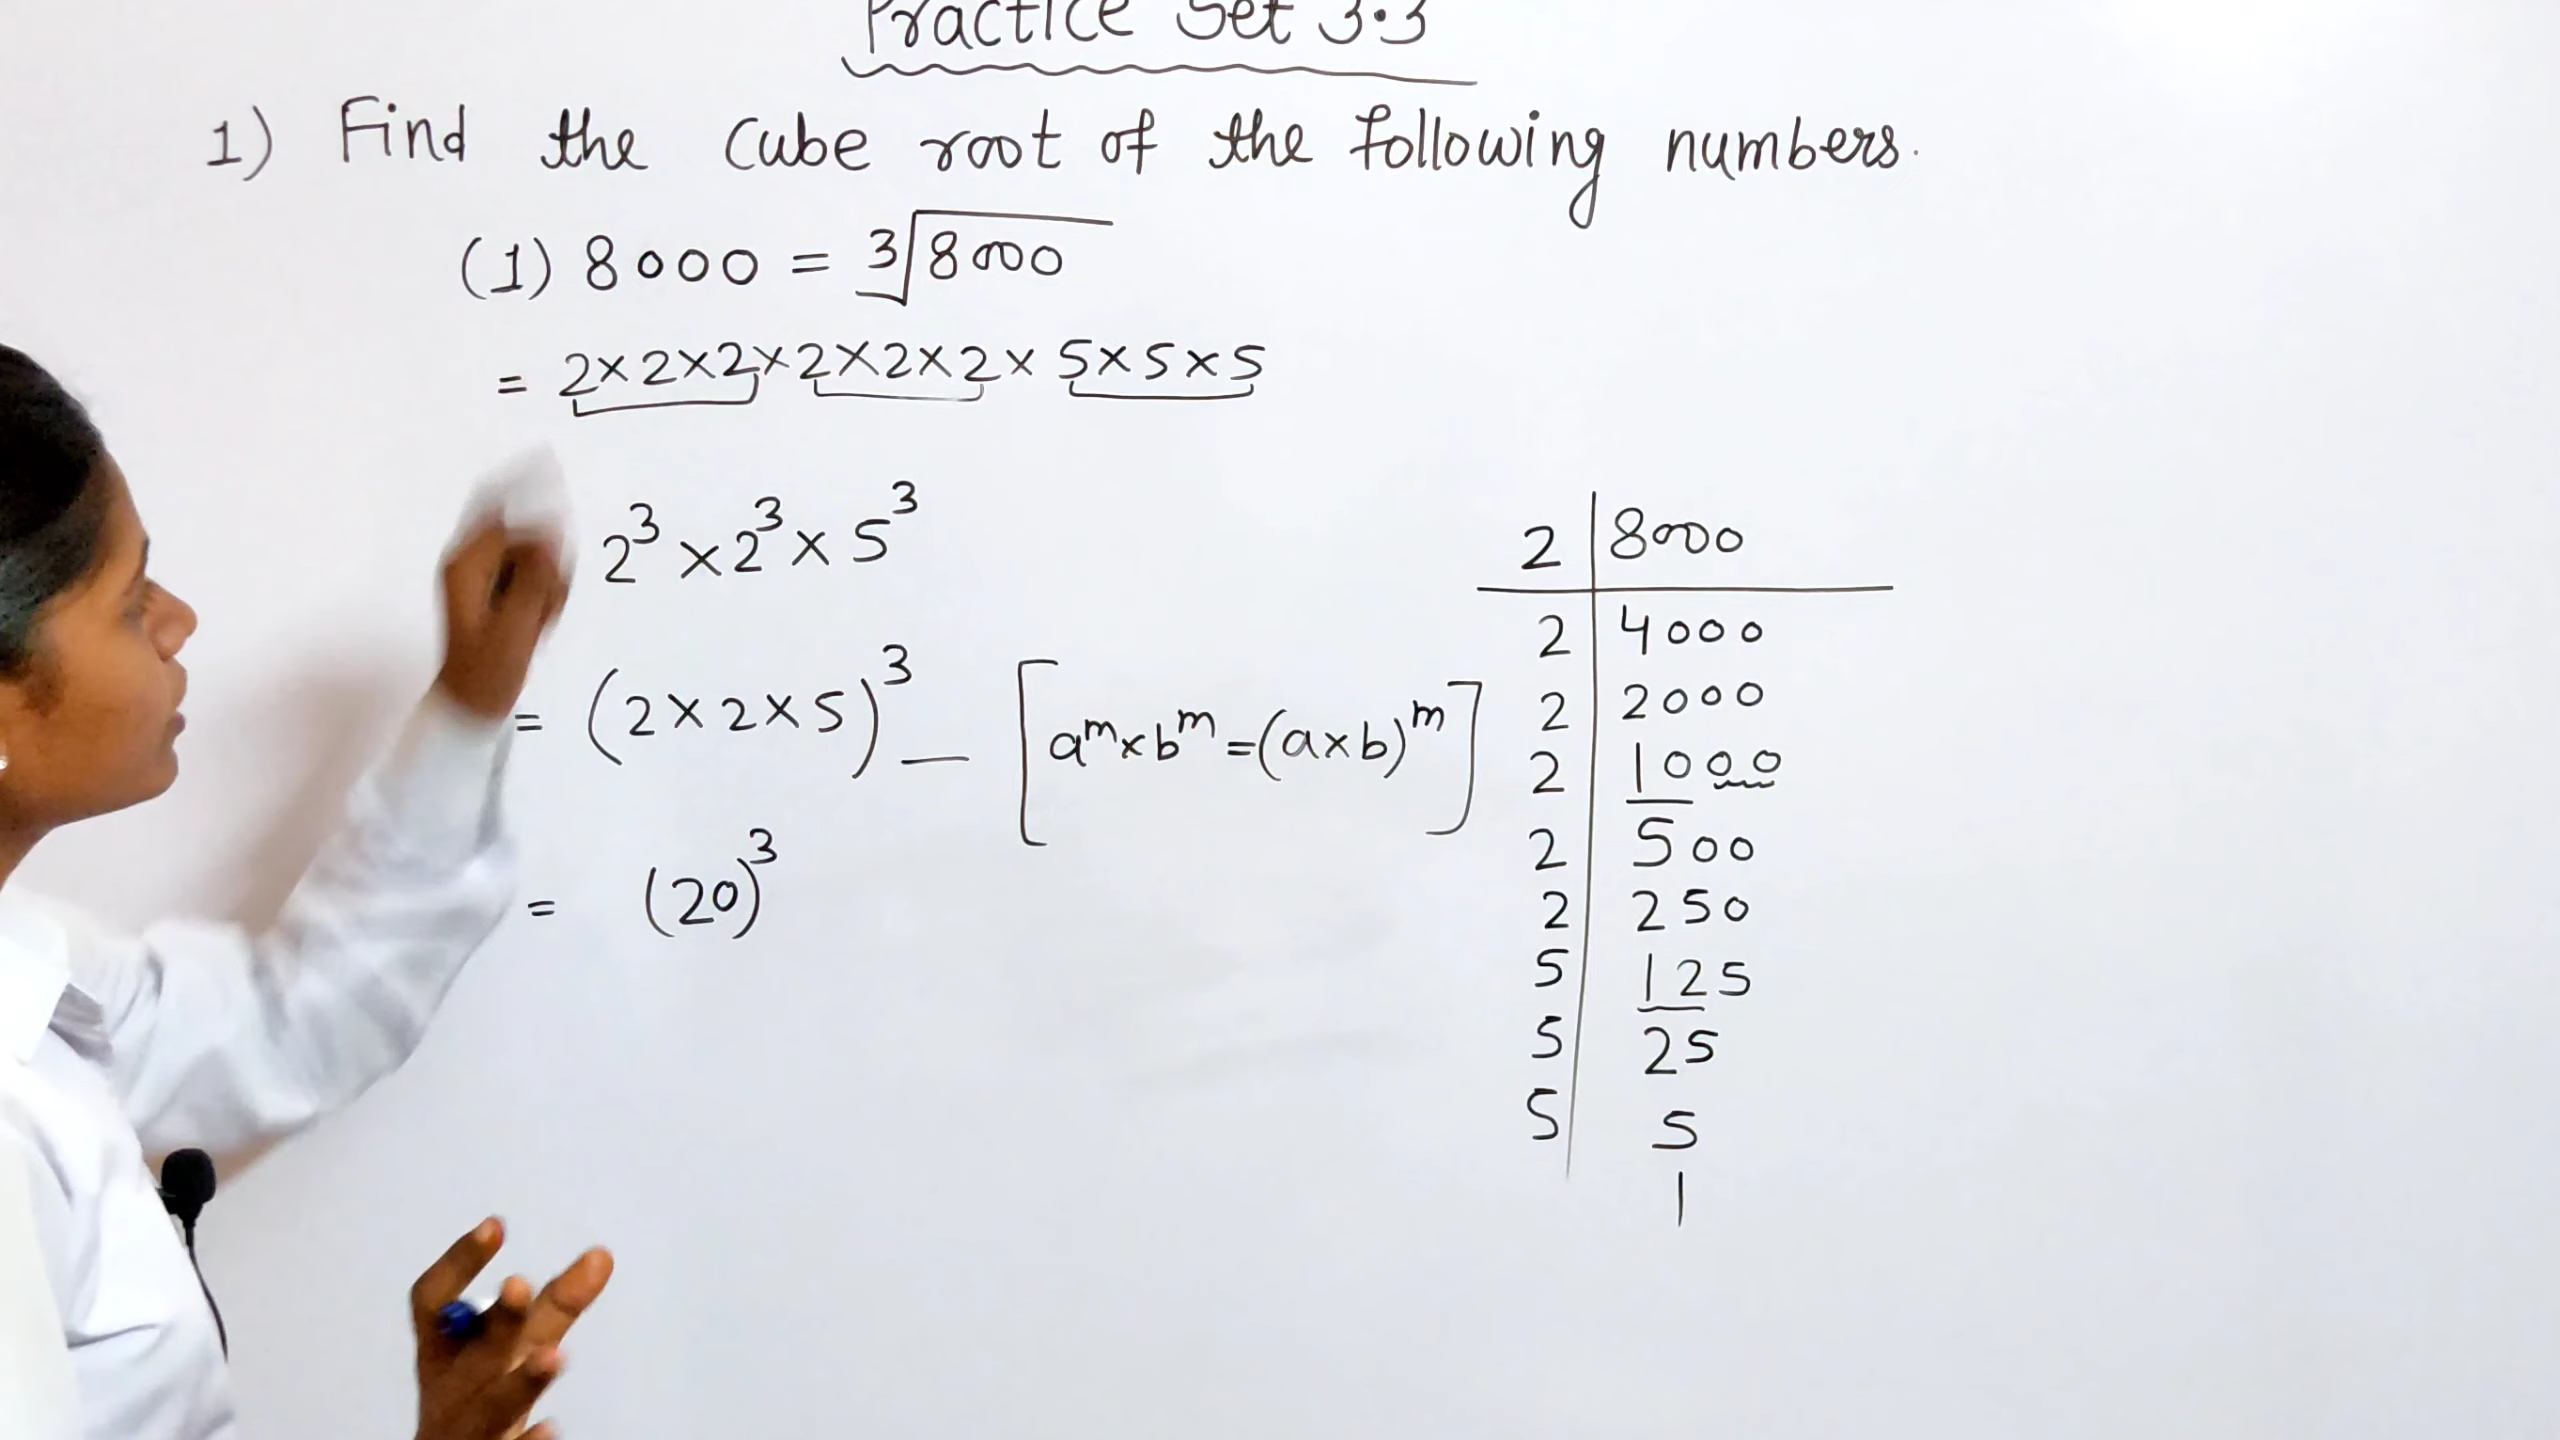 Practice Set 3.3
1) Find the cube root of the following numbers.
(1) 8000 = ∛8000
= 2×2×2×2×2×2×5×5×5
2³×2³×5³
= (2×2×5)³ — [aᵐ×bᵐ=(a×b)ᵐ]
= (20)³
2 | 8000
2 | 4000
2 | 2000
2 | 1000
2 | 500
2 | 250
5 | 125
5 | 25
5 | 5
1